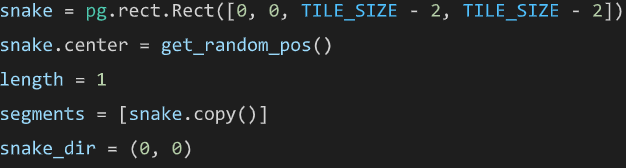 snake = pg.rect.Rect([0, 0, TILE_SIZE - 2, TILE_SIZE - 2])
snake.center = get_random_pos()
length = 1
segments = [snake.copy()]
snake_dir = (0, 0)